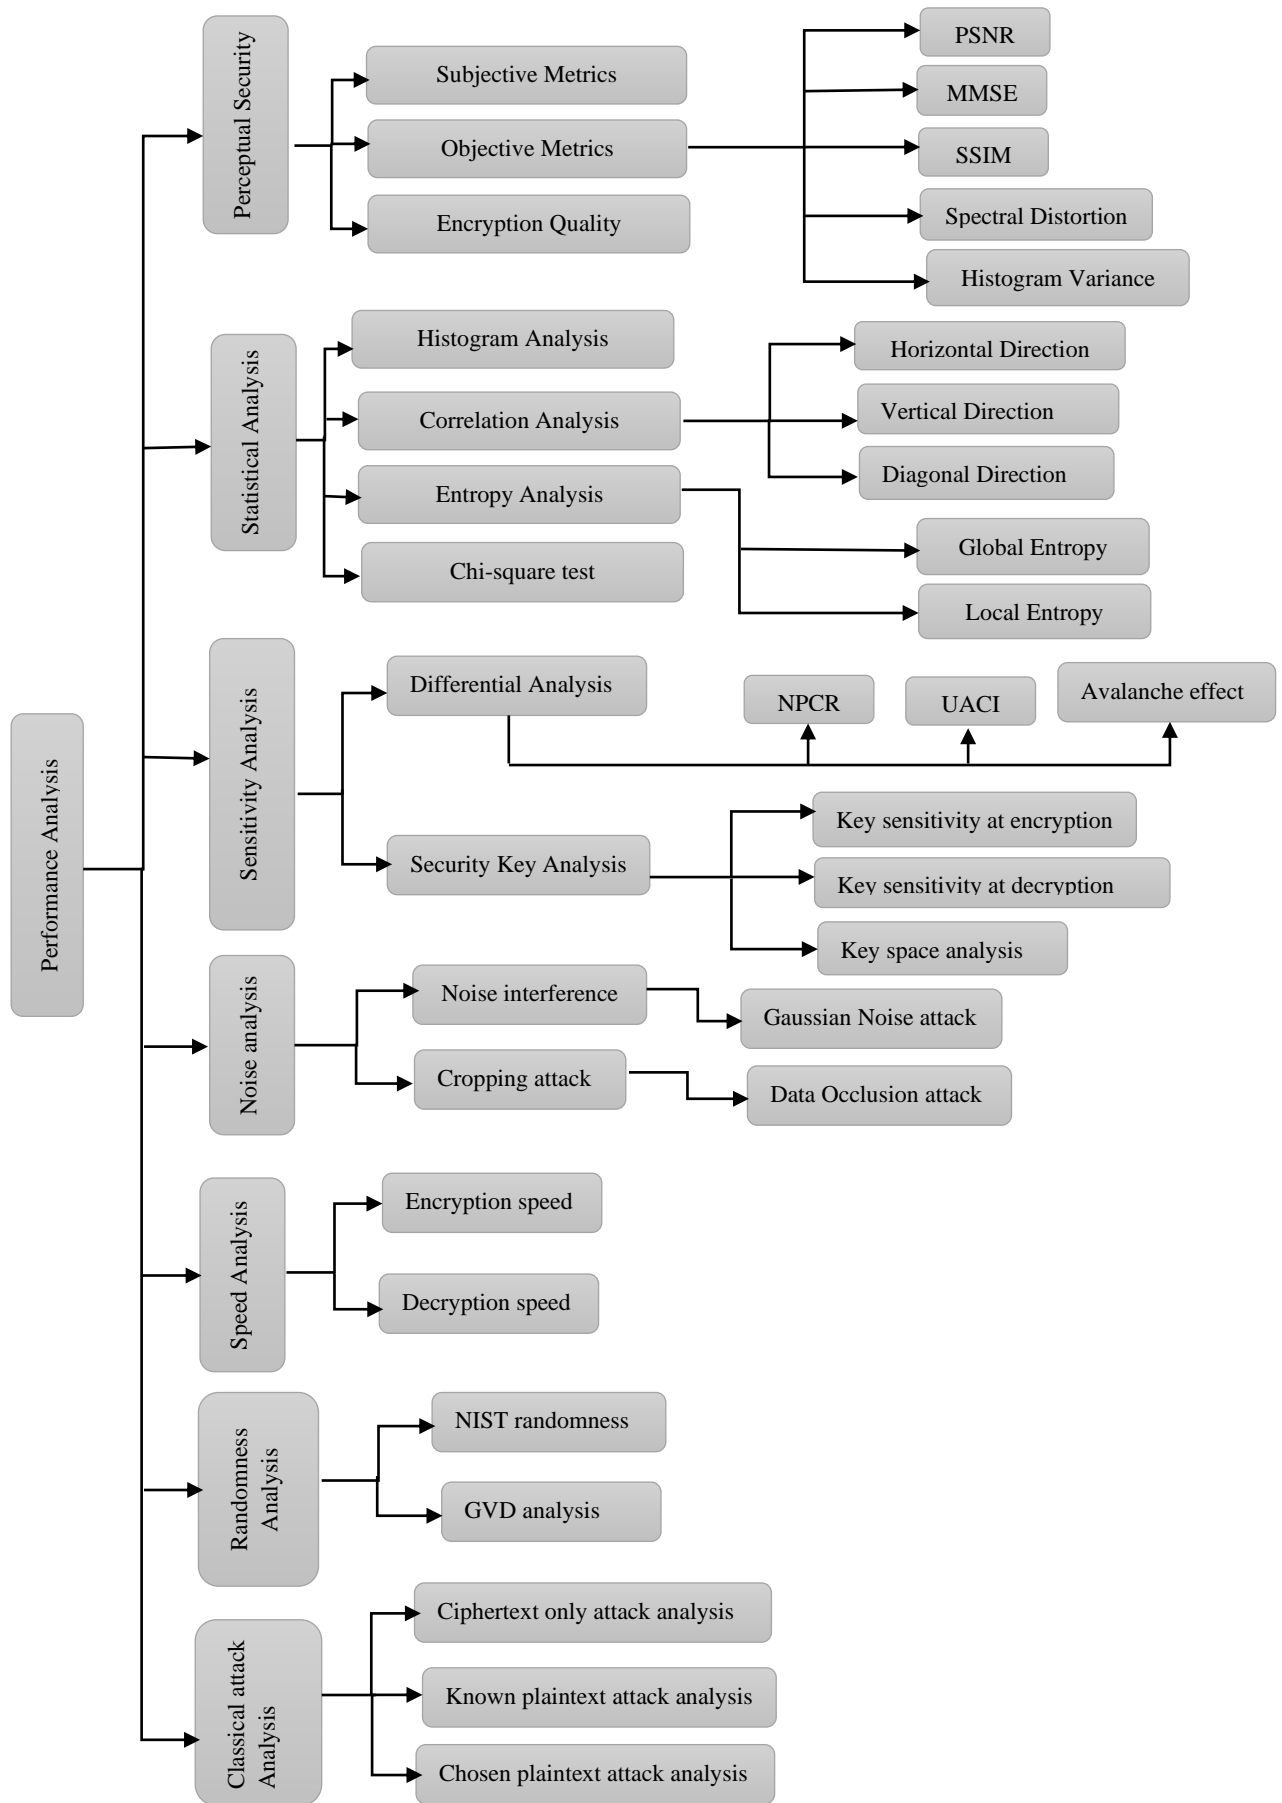 Performance Analysis
Perceptual Security
Subjective Metrics
Objective Metrics
Encryption Quality
PSNR
MMSE
SSIM
Spectral Distortion
Histogram Variance
Statistical Analysis
Histogram Analysis
Correlation Analysis
Entropy Analysis
Chi-square test
Horizontal Direction
Vertical Direction
Diagonal Direction
Global Entropy
Local Entropy
Sensitivity Analysis
Differential Analysis
NPCR
UACI
Avalanche effect
Security Key Analysis
Key sensitivity at encryption
Key sensitivity at decryption
Key space analysis
Noise analysis
Noise interference
Gaussian Noise attack
Cropping attack
Data Occlusion attack
Speed Analysis
Encryption speed
Decryption speed
Randomness
Analysis
NIST randomness
GVD analysis
Classical attack
Analysis
Ciphertext only attack analysis
Known plaintext attack analysis
Chosen plaintext attack analysis